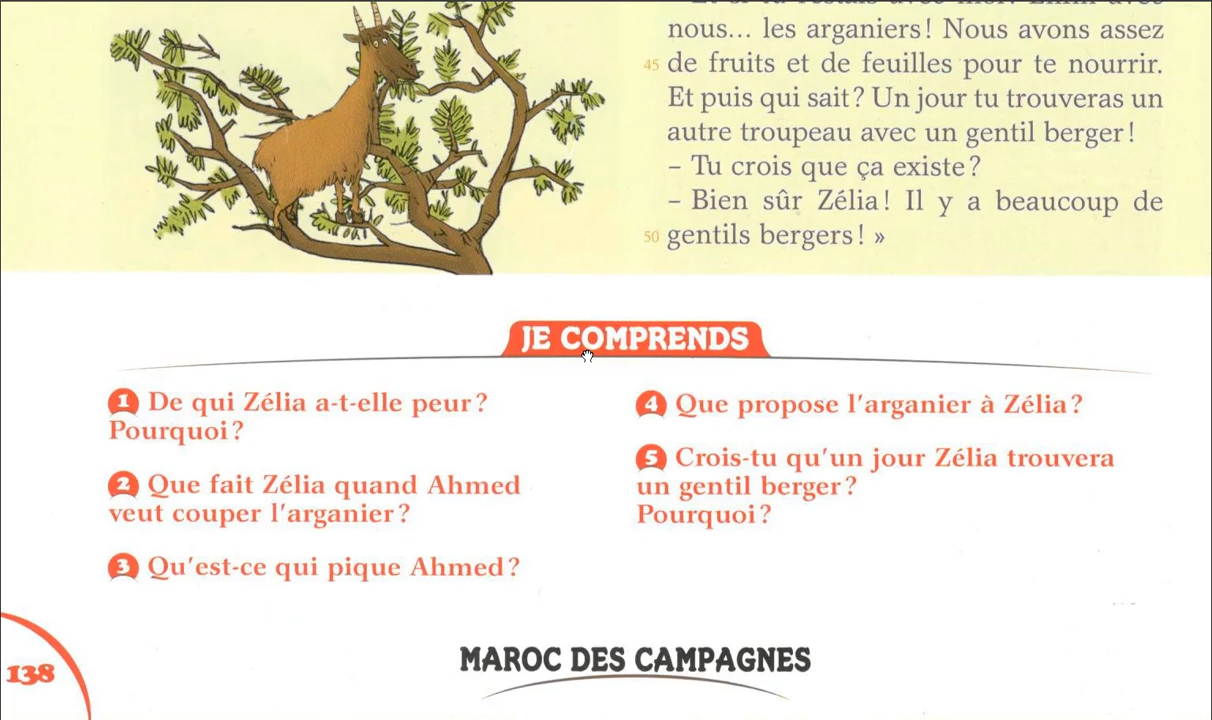 nous... les arganiers! Nous avons assez
45 de fruits et de feuilles pour te nourrir.
Et puis qui sait? Un jour tu trouveras un
autre troupeau avec un gentil berger!
– Tu crois que ça existe?
– Bien sûr Zélia! Il y a beaucoup de
50 gentils bergers! »
JE COMPRENDS
1 De qui Zélia a-t-elle peur?
Pourquoi?
2 Que fait Zélia quand Ahmed
veut couper l'arganier?
3 Qu'est-ce qui pique Ahmed?
4 Que propose l'arganier à Zélia?
5 Crois-tu qu'un jour Zélia trouvera
un gentil berger?
Pourquoi?
138
MAROC DES CAMPAGNES